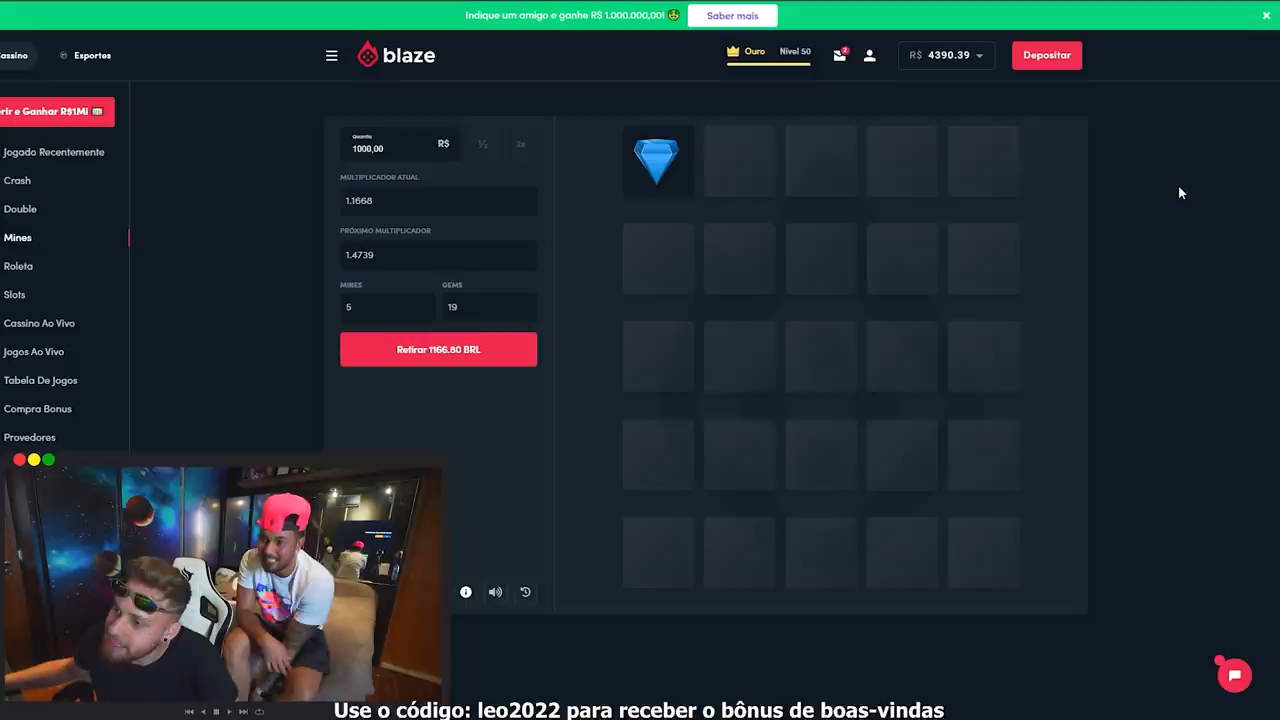 Indique um amigo e ganhe R$ 1.000.000,00! 🤑 Saber mais ×
Cassino Esportes
blaze
Ouro Nível 50
2
R$ 4390.39
Depositar
R$1Mi
Jogado Recentemente
Crash
Double
Mines
Roleta
Slots
Cassino Ao Vivo
Jogos Ao Vivo
Tabela De Jogos
Compra Bonus
Provedores
Quantia
1000,00 R$ ½ 2x
MULTIPLICADOR ATUAL
1.1668
PRÓXIMO MULTIPLICADOR
1.4739
MINES GEMS
5 19
Retirar 1166.80 BRL
Use o código: leo2022 para receber o bônus de boas-vindas